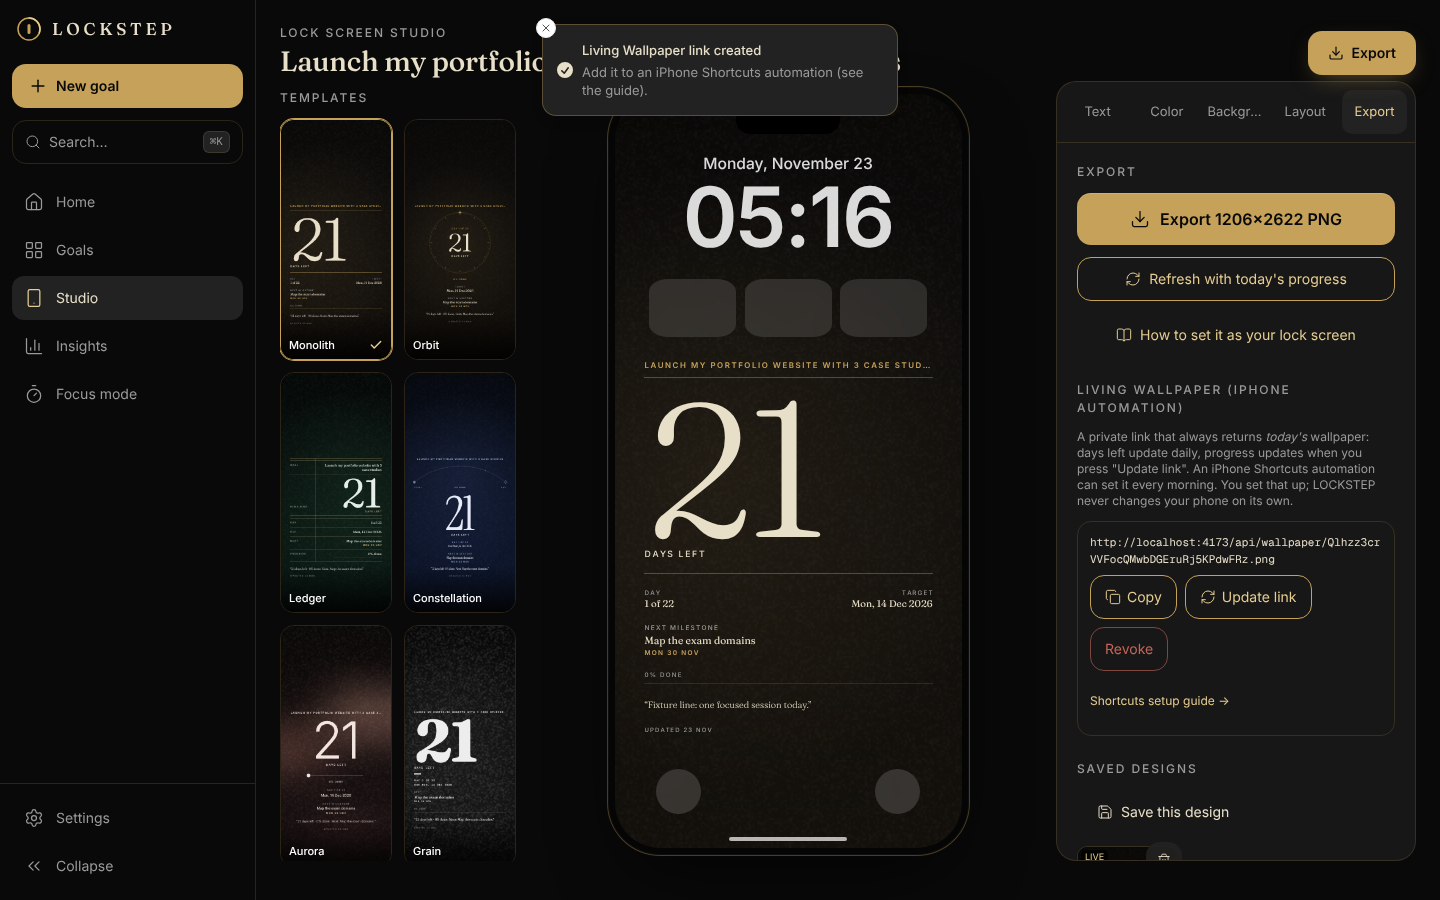 LOCKSTEP
New goal
Search...
⌘K
Home
Goals
Studio
Insights
Focus mode
Settings
Collapse
LOCK SCREEN STUDIO
Launch my portfolio
TEMPLATES
Monolith
Orbit
Ledger
Constellation
Aurora
Grain
21
DAYS LEFT
21
21
21
21
21
Living Wallpaper link created
Add it to an iPhone Shortcuts automation (see
the guide).
Monday, November 23
05:16
LAUNCH MY PORTFOLIO WEBSITE WITH 3 CASE STUD...
21
DAYS LEFT
DAY
1 of 22
TARGET
Mon, 14 Dec 2026
NEXT MILESTONE
Map the exam domains
MON 30 NOV
0% DONE
"Fixture line: one focused session today."
UPDATED 23 NOV
Export
Text
Color
Backgr...
Layout
Export
EXPORT
Export 1206×2622 PNG
Refresh with today's progress
How to set it as your lock screen
LIVING WALLPAPER (IPHONE
AUTOMATION)
A private link that always returns today's wallpaper:
days left update daily, progress updates when you
press "Update link". An iPhone Shortcuts automation
can set it every morning. You set that up; LOCKSTEP
never changes your phone on its own.
http://localhost:4173/api/wallpaper/Qlhzz3cr
VVFocQMwbDGEruRj5KPdwFRz.png
Copy
Update link
Revoke
Shortcuts setup guide →
SAVED DESIGNS
Save this design
LIVE